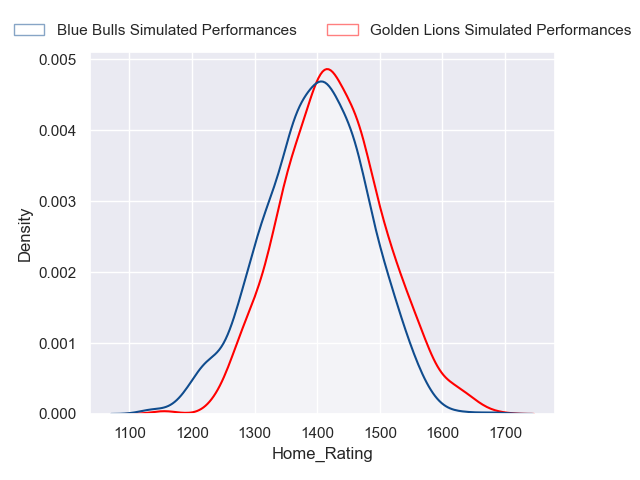 Blue Bulls Simulated Performances Golden Lions Simulated Performances
0.005
0.004
0.003
0.002
0.001
0.000
Density
1100 1200 1300 1400 1500 1600 1700
Home_Rating